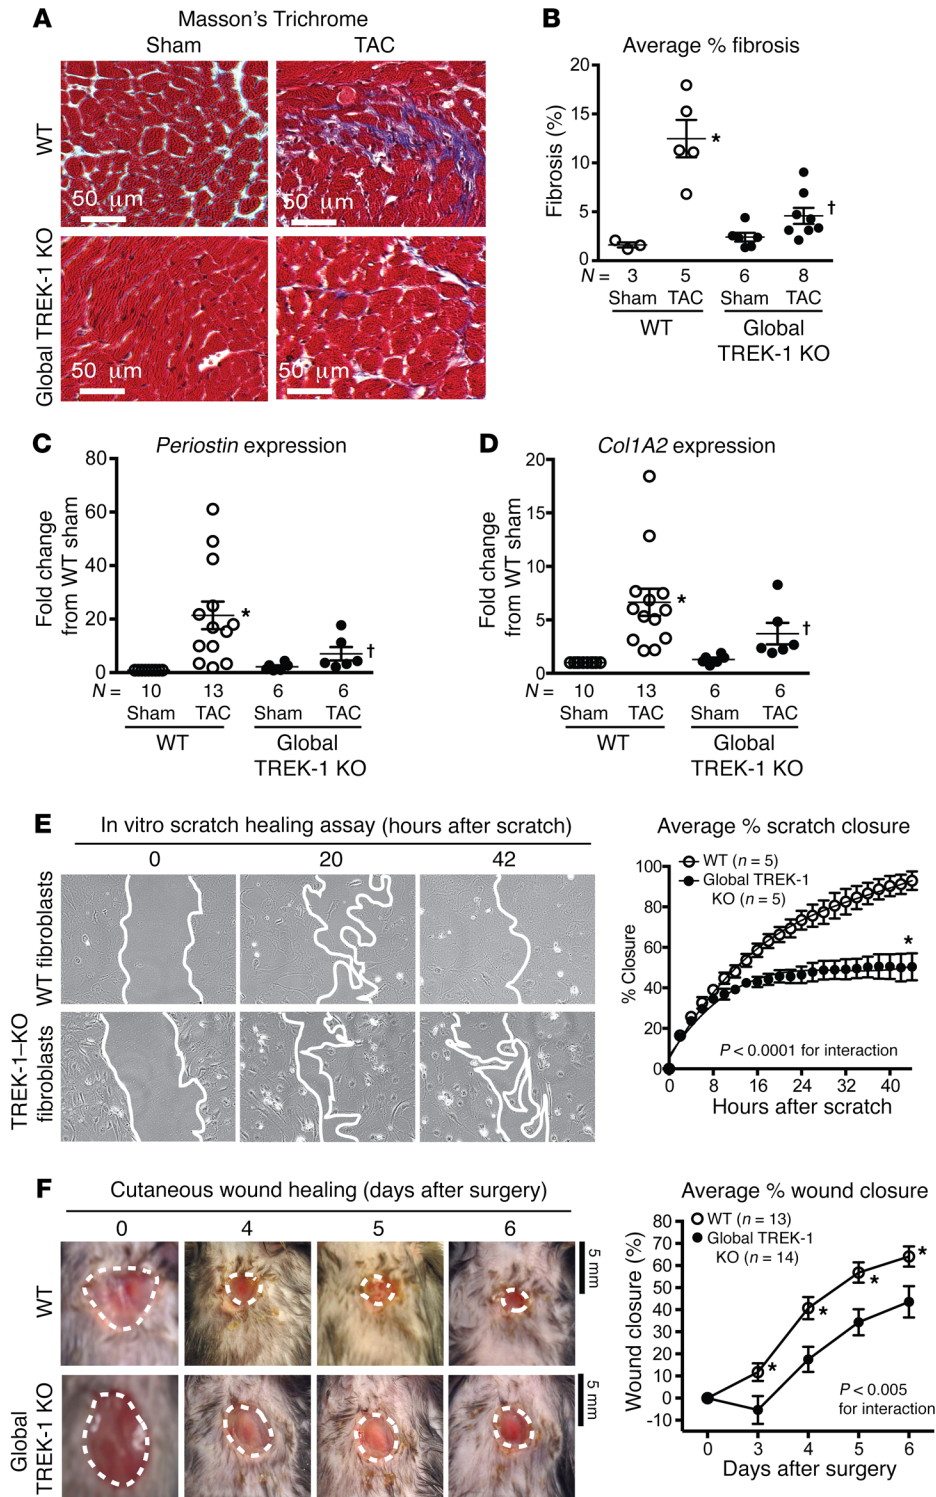 A
Masson's Trichrome
Sham
TAC
WT
50 μm
50 μm
Global TREK-1 KO
50 μm
50 μm
B
Average % fibrosis
Fibrosis (%)
20
15
10
5
0
*
†
N = 3 5 6 8
Sham TAC Sham TAC
WT Global
TREK-1 KO
C
Periostin expression
Fold change
from WT sham
80
60
40
20
0
*
†
N = 10 13 6 6
Sham TAC Sham TAC
WT Global
TREK-1 KO
D
Col1A2 expression
Fold change
from WT sham
20
15
10
5
0
*
†
N = 10 13 6 6
Sham TAC Sham TAC
WT Global
TREK-1 KO
E
In vitro scratch healing assay (hours after scratch)
0 20 42
WT fibroblasts
TREK-1–KO
fibroblasts
Average % scratch closure
% Closure
100
80
60
40
20
0
WT (n = 5)
Global TREK-1
KO (n = 5)
*
P < 0.0001 for interaction
0 8 16 24 32 40
Hours after scratch
F
Cutaneous wound healing (days after surgery)
0 4 5 6
WT
5 mm
Global
TREK-1 KO
5 mm
Average % wound closure
Wound closure (%)
80
70
60
50
40
30
20
10
0
-10
WT (n = 13)
Global TREK-1
KO (n = 14)
*
*
*
*
P < 0.005
for interaction
0 3 4 5 6
Days after surgery